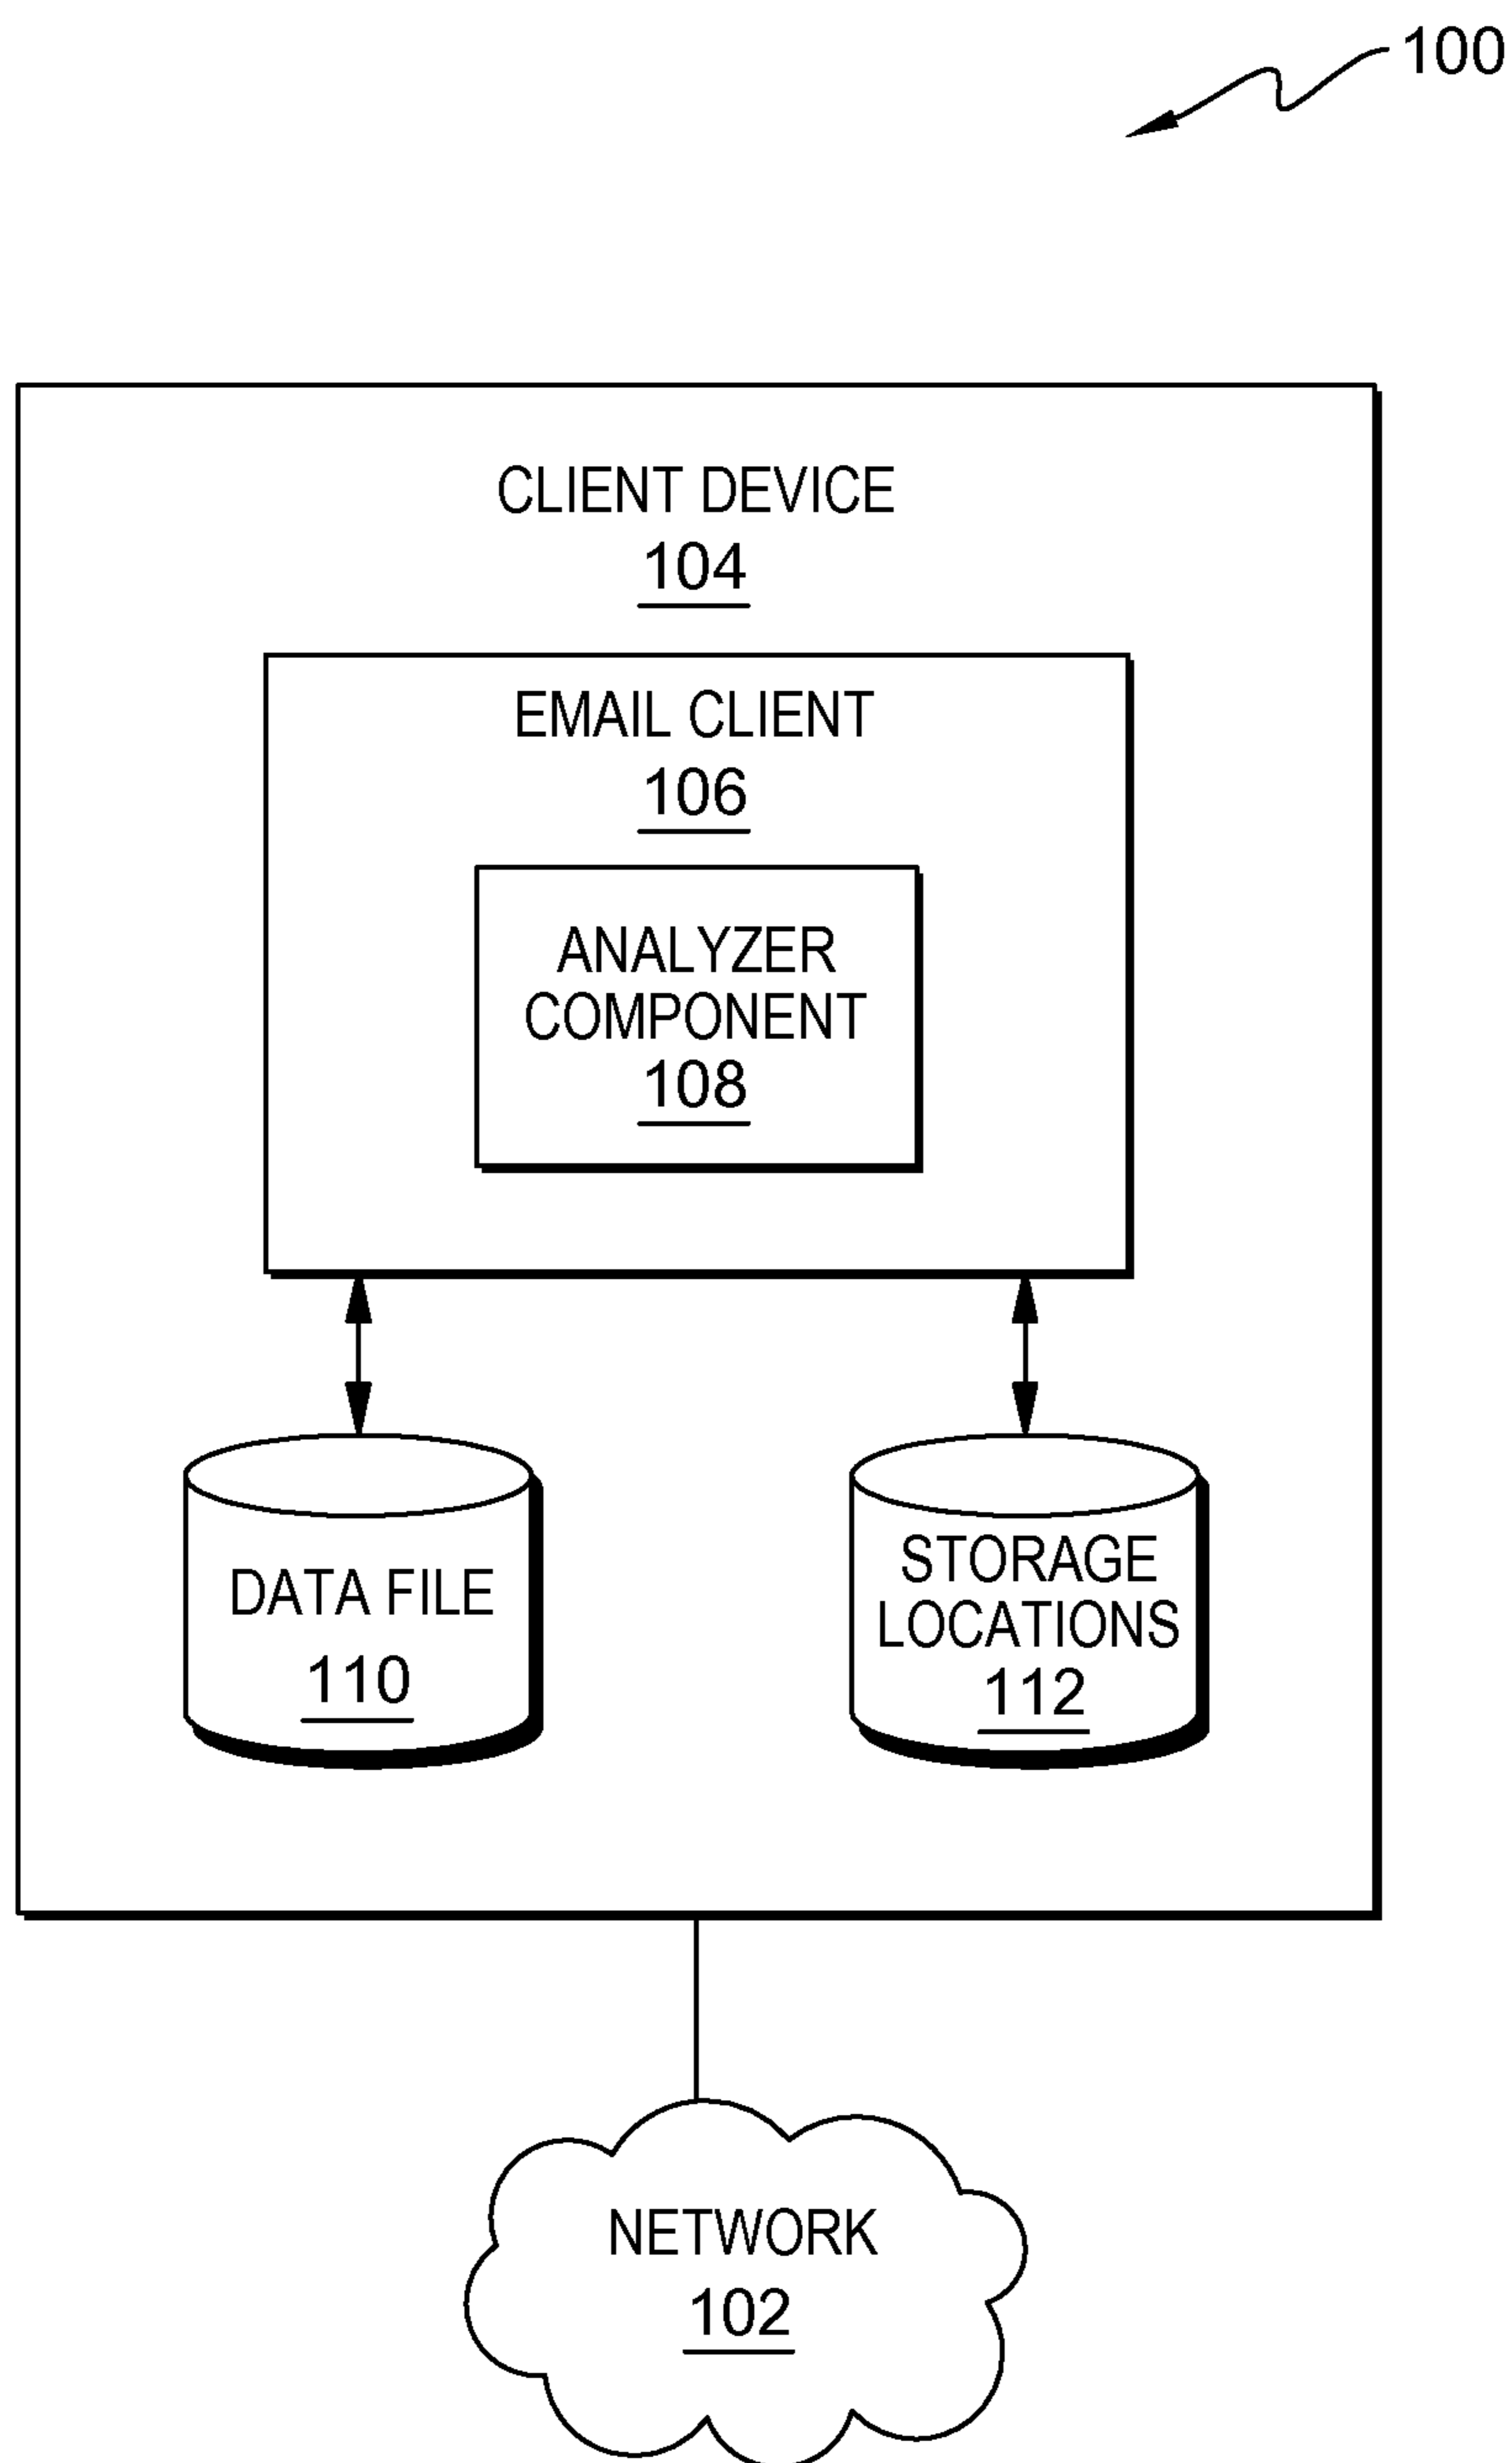 100
CLIENT DEVICE
104
EMAIL CLIENT
106
ANALYZER
COMPONENT
108
DATA FILE
110
STORAGE
LOCATIONS
112
NETWORK
102